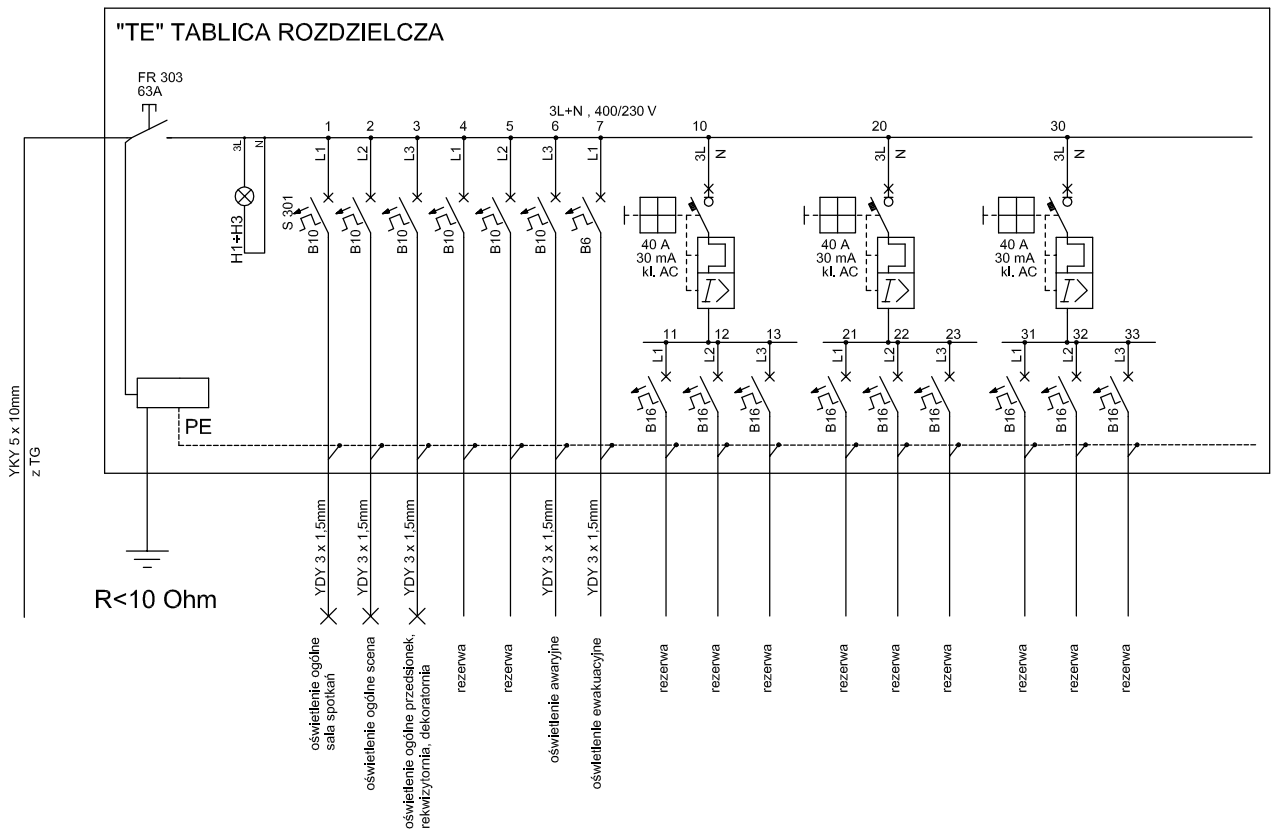 "TE" TABLICA ROZDZIELCZA
FR 303
63A
3L+N , 400/230 V
1
2
3
4
5
6
7
10
20
30
3L
N
L1
L2
L3
L1
L2
L3
L1
3L
N
3L
N
3L
N
H1÷H3
S 301
B10
B10
B10
B10
B10
B10
B6
40 A
30 mA
kl. AC
40 A
30 mA
kl. AC
40 A
30 mA
kl. AC
11
12
13
21
22
23
31
32
33
L1
L2
L3
L1
L2
L3
L1
L2
L3
B16
B16
B16
B16
B16
B16
B16
B16
B16
PE
YKY 5 x 10mm
z TG
R<10 Ohm
YDY 3 x 1,5mm
YDY 3 x 1,5mm
YDY 3 x 1,5mm
YDY 3 x 1,5mm
YDY 3 x 1,5mm
oświetlenie ogólne
sala spotkań
oświetlenie ogólne scena
oświetlenie ogólne przedsionek,
rekwizytornia, dekoratornia
rezerwa
rezerwa
oświetlenie awaryjne
oświetlenie ewakuacyjne
rezerwa
rezerwa
rezerwa
rezerwa
rezerwa
rezerwa
rezerwa
rezerwa
rezerwa